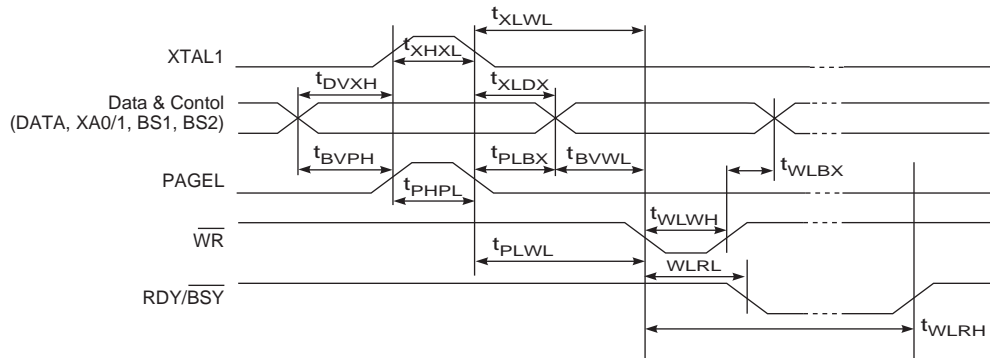 tXLWL
XTAL1
tXHXL
tDVXH
tXLDX
Data & Contol
(DATA, XA0/1, BS1, BS2)
tBVPH
tPLBX
tBVWL
tWLBX
PAGEL
tPHPL
tWLWH
WR
tPLWL
WLRL
RDY/BSY
tWLRH